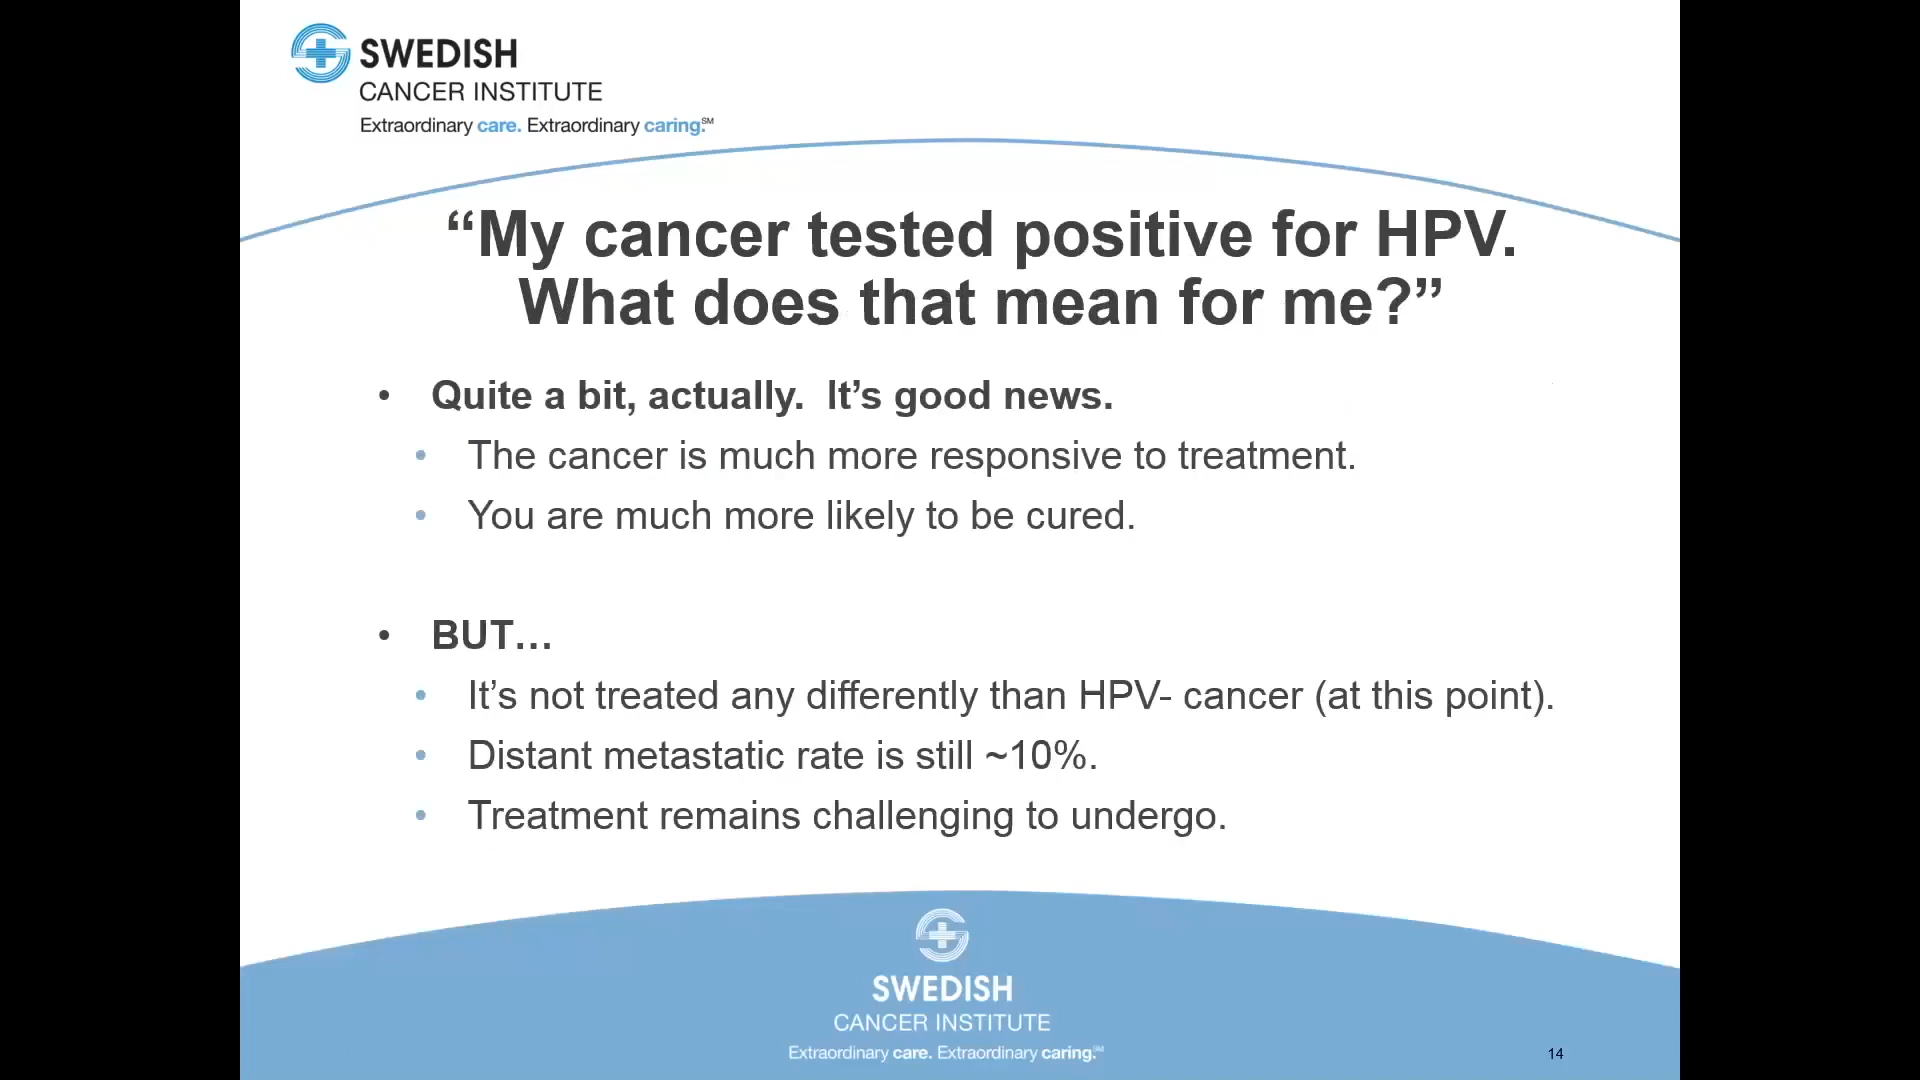 SWEDISH
CANCER INSTITUTE
Extraordinary care. Extraordinary caring.℠
“My cancer tested positive for HPV.
What does that mean for me?”
• Quite a bit, actually.  It’s good news.
• The cancer is much more responsive to treatment.
• You are much more likely to be cured.
• BUT…
• It’s not treated any differently than HPV- cancer (at this point).
• Distant metastatic rate is still ~10%.
• Treatment remains challenging to undergo.
SWEDISH
CANCER INSTITUTE
Extraordinary care. Extraordinary caring.℠
14